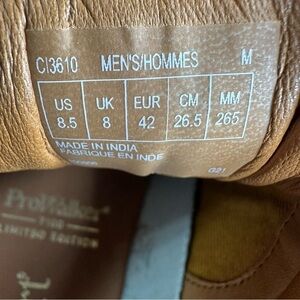 CI3610 MEN'S/HOMMES M
US UK EUR CM MM
8.5 8 42 26.5 265
MADE IN INDIA
FABRIQUE EN INDE
G21
LIMITED EDITION